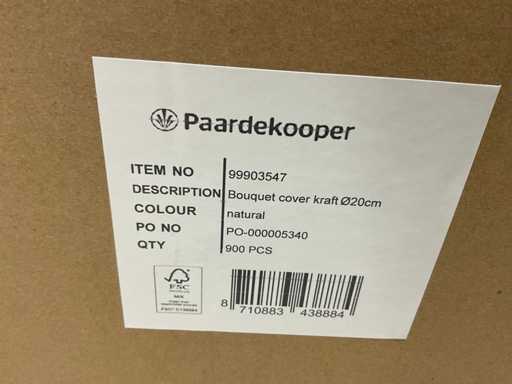 Paardekooper
ITEM NO 99903547
DESCRIPTION Bouquet cover kraft Ø20cm
COLOUR natural
PO NO PO-000005340
QTY 900 PCS
FSC
MIX
8 710883 438884